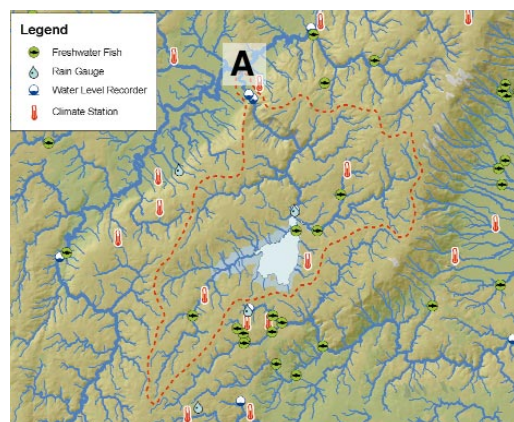 Legend
Freshwater Fish
Rain Gauge
Water Level Recorder
Climate Station
A